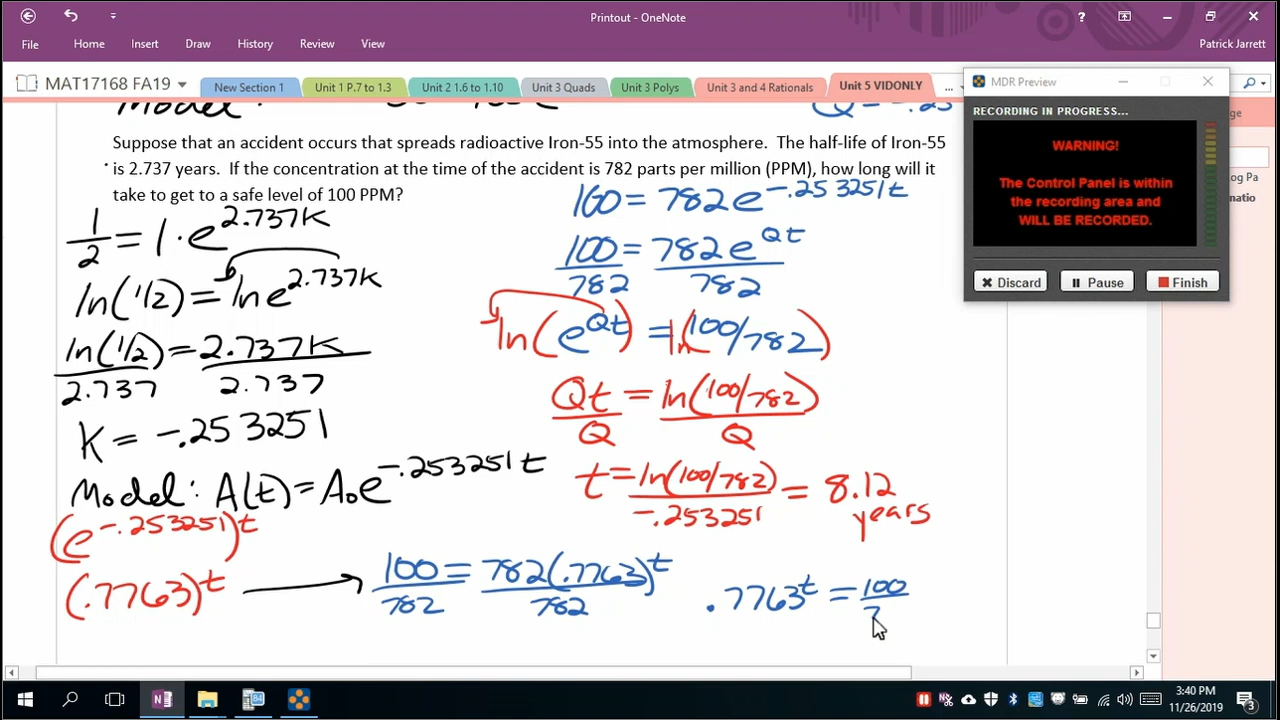 Printout - OneNote
File Home Insert Draw History Review View
Patrick Jarrett
MAT17168 FA19
New Section 1
Unit 1 P.7 to 1.3
Unit 2 1.6 to 1.10
Unit 3 Quads
Unit 3 Polys
Unit 3 and 4 Rationals
Unit 5 VIDONLY
...
MDR Preview
RECORDING IN PROGRESS...
WARNING!
The Control Panel is within
the recording area and
WILL BE RECORDED.
Discard
Pause
Finish
Model:
Suppose that an accident occurs that spreads radioactive Iron-55 into the atmosphere. The half-life of Iron-55
is 2.737 years. If the concentration at the time of the accident is 782 parts per million (PPM), how long will it
take to get to a safe level of 100 PPM?
1/2 = 1·e^2.737K
ln(1/2) = ln e^2.737K
ln(1/2)/2.737 = 2.737K/2.737
K = -.253251
Model: A(t) = A₀e^-.253251t
(e^-.253251)^t
(.7763)^t
100 = 782e^-.253251t
100/782 = 782e^Qt/782
ln(e^Qt) = ln(100/782)
Qt/Q = ln(100/782)/Q
t = ln(100/782)/-.253251 = 8.12
years
100/782 = 782(.7763)^t/782
.7763^t = 100/7
3:40 PM
11/26/2019
3